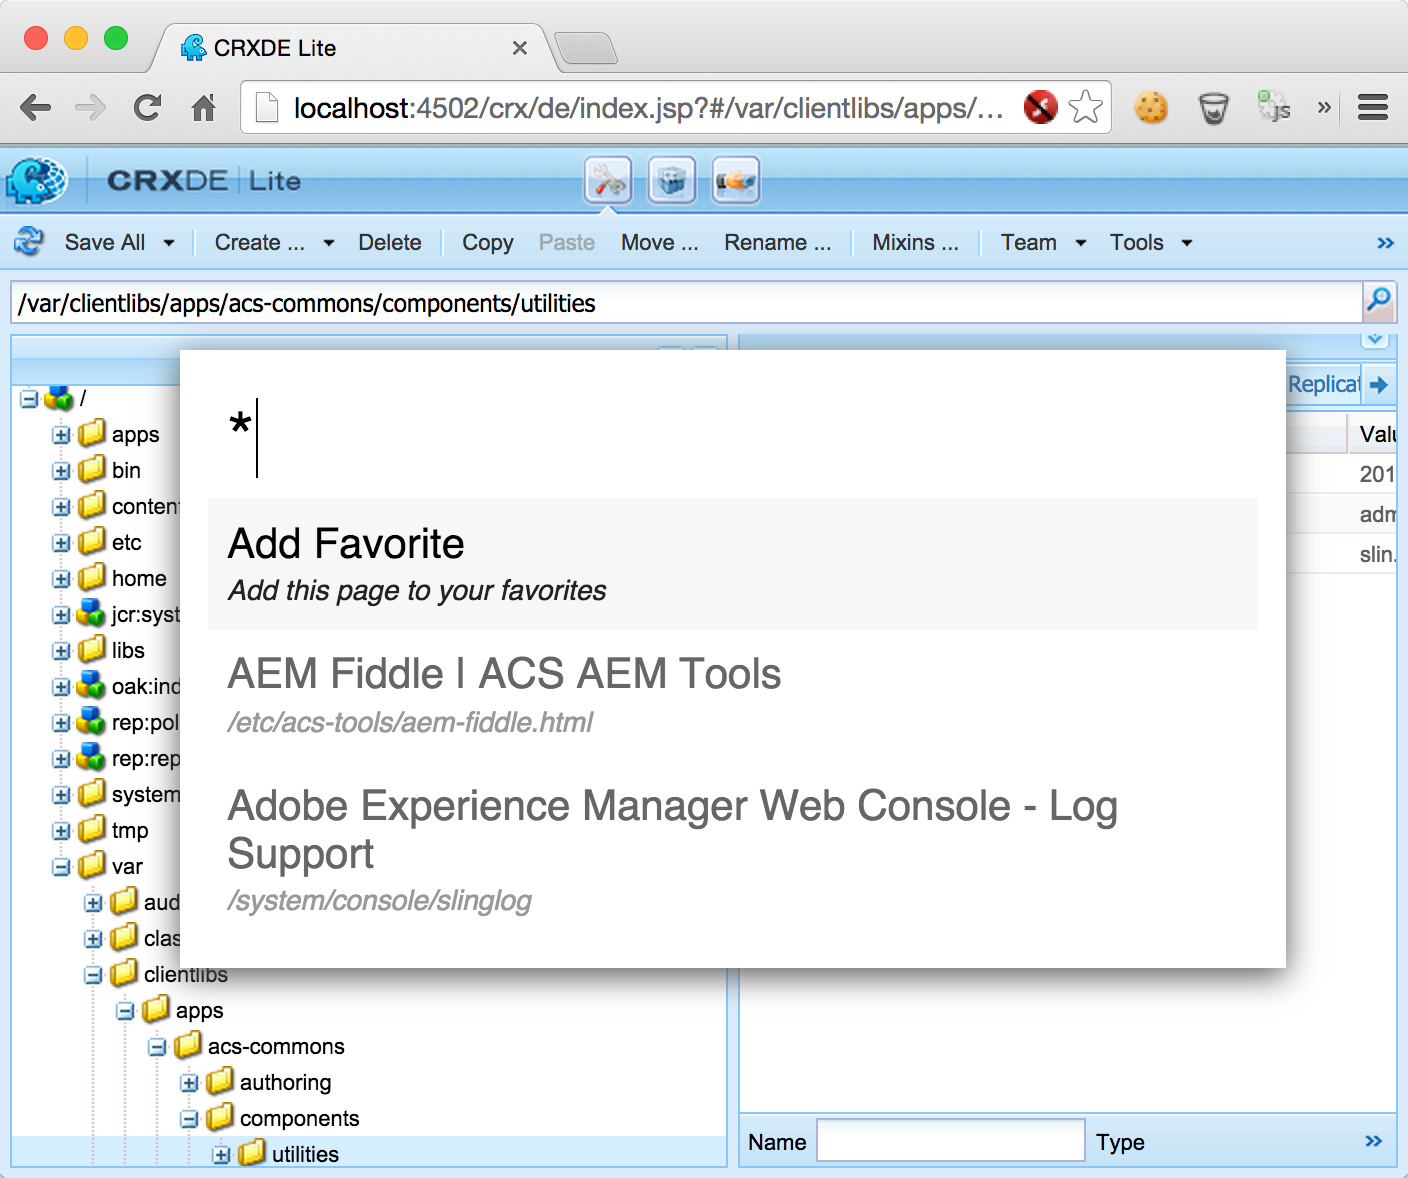 CRXDE Lite
localhost:4502/crx/de/index.jsp?#/var/clientlibs/apps/...
js
CRXDE | Lite
Save All Create ... Delete Copy Paste Move ... Rename ... Mixins ... Team Tools
/var/clientlibs/apps/acs-commons/components/utilities
*
Add Favorite
Add this page to your favorites
AEM Fiddle | ACS AEM Tools
/etc/acs-tools/aem-fiddle.html
Adobe Experience Manager Web Console - Log
Support
/system/console/slinglog
/
apps
bin
conten
etc
home
jcr:syst
libs
oak:ind
rep:pol
rep:rep
system
tmp
var
aud
clas
clientlibs
apps
acs-commons
authoring
components
utilities
Replicat
Valu
201
adm
slin.
Name Type